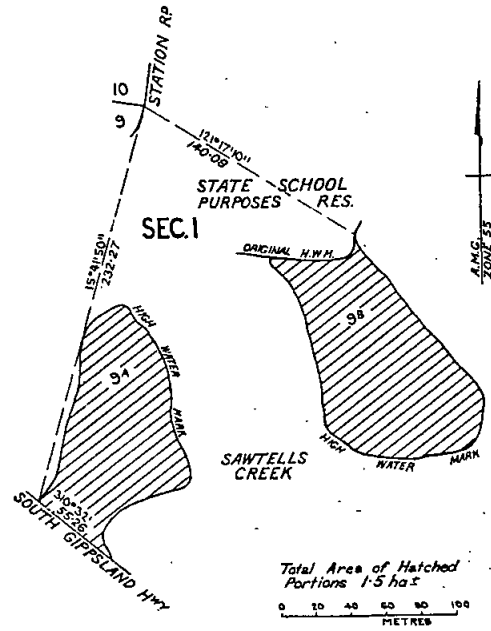 STATION RD
10
9
121°17'10"
140·08
STATE SCHOOL
PURPOSES RES.
SEC. 1
ORIGINAL H.W.M.
A.M.G.
ZONE 55
15°41'50"
232·27
HIGH
WATER
MARK
9A
9B
HIGH WATER MARK
SAWTELLS
CREEK
310°32'
55·26
SOUTH GIPPSLAND HWY
Total Area of Hatched
Portions 1·5 ha±
0 20 40 60 80 100
METRES